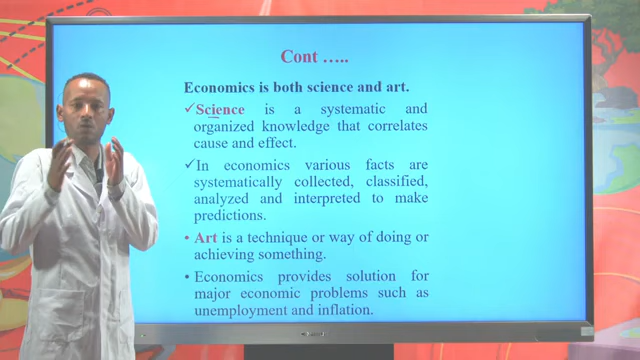 Cont …..
Economics is both science and art.
✓Science is a systematic and
organized knowledge that correlates
cause and effect.
✓In economics various facts are
systematically collected, classified,
analyzed and interpreted to make
predictions.
• Art is a technique or way of doing or
achieving something.
• Economics provides solution for
major economic problems such as
unemployment and inflation.